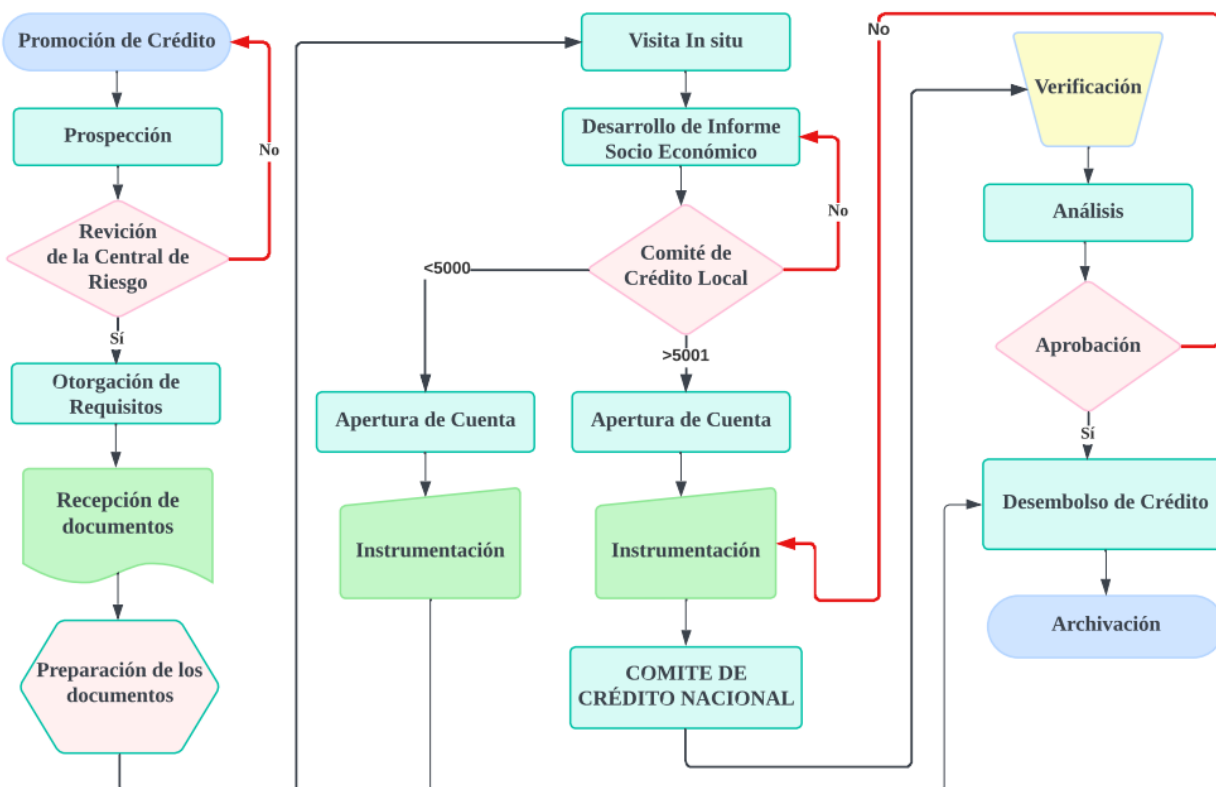 Promoción de Crédito
Prospección
No
Revición
de la Central de
Riesgo
Sí
Otorgación de
Requisitos
Recepción de
documentos
Preparación de los
documentos
Visita In situ
Desarrollo de Informe
Socio Económico
No
Comité de
Crédito Local
<5000
>5001
Apertura de Cuenta
Apertura de Cuenta
Instrumentación
Instrumentación
COMITE DE
CRÉDITO NACIONAL
No
Verificación
Análisis
Aprobación
Sí
Desembolso de Crédito
Archivación